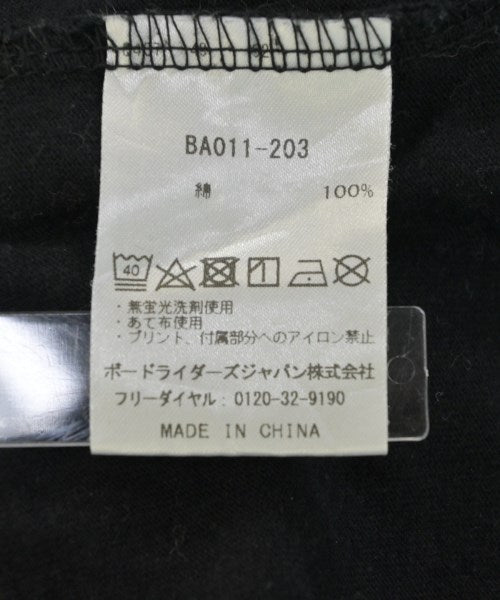 BA011-203
綿 100%
40
・無蛍光洗剤使用
・あて布使用
・プリント、付属部分へのアイロン禁止
ボードライダーズジャパン株式会社
フリーダイヤル：0120-32-9190
MADE IN CHINA